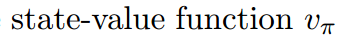 state-value function v_π